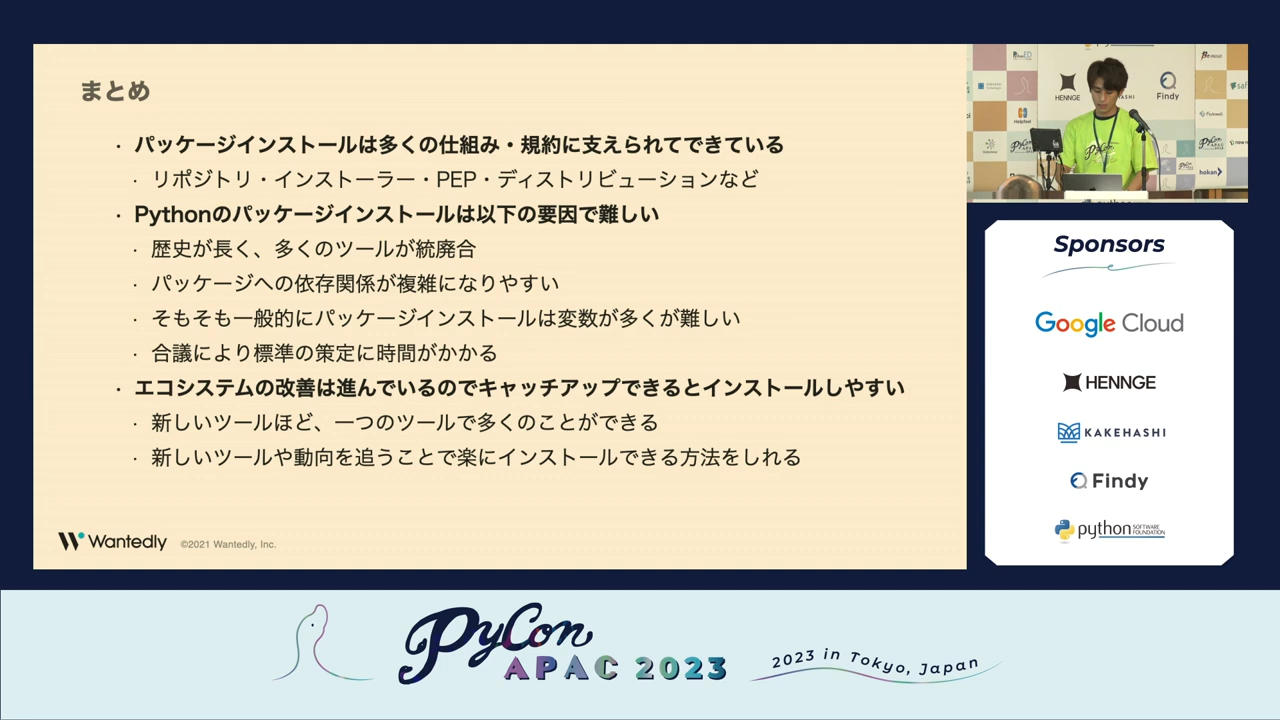 まとめ
・パッケージインストールは多くの仕組み・規約に支えられてできている
・リポジトリ・インストーラー・PEP・ディストリビューションなど
・Pythonのパッケージインストールは以下の要因で難しい
・歴史が長く、多くのツールが統廃合
・パッケージへの依存関係が複雑になりやすい
・そもそも一般的にパッケージインストールは変数が多くが難しい
・合議により標準の策定に時間がかかる
・エコシステムの改善は進んでいるのでキャッチアップできるとインストールしやすい
・新しいツールほど、一つのツールで多くのことができる
・新しいツールや動向を追うことで楽にインストールできる方法をしれる
Wantedly ©2021 Wantedly, Inc.
HENNGE
Findy
hokan
Sponsors
Google Cloud
HENNGE
KAKEHASHI
Findy
python SOFTWARE FOUNDATION
PyCon
APAC 2023
2023 in Tokyo, Japan